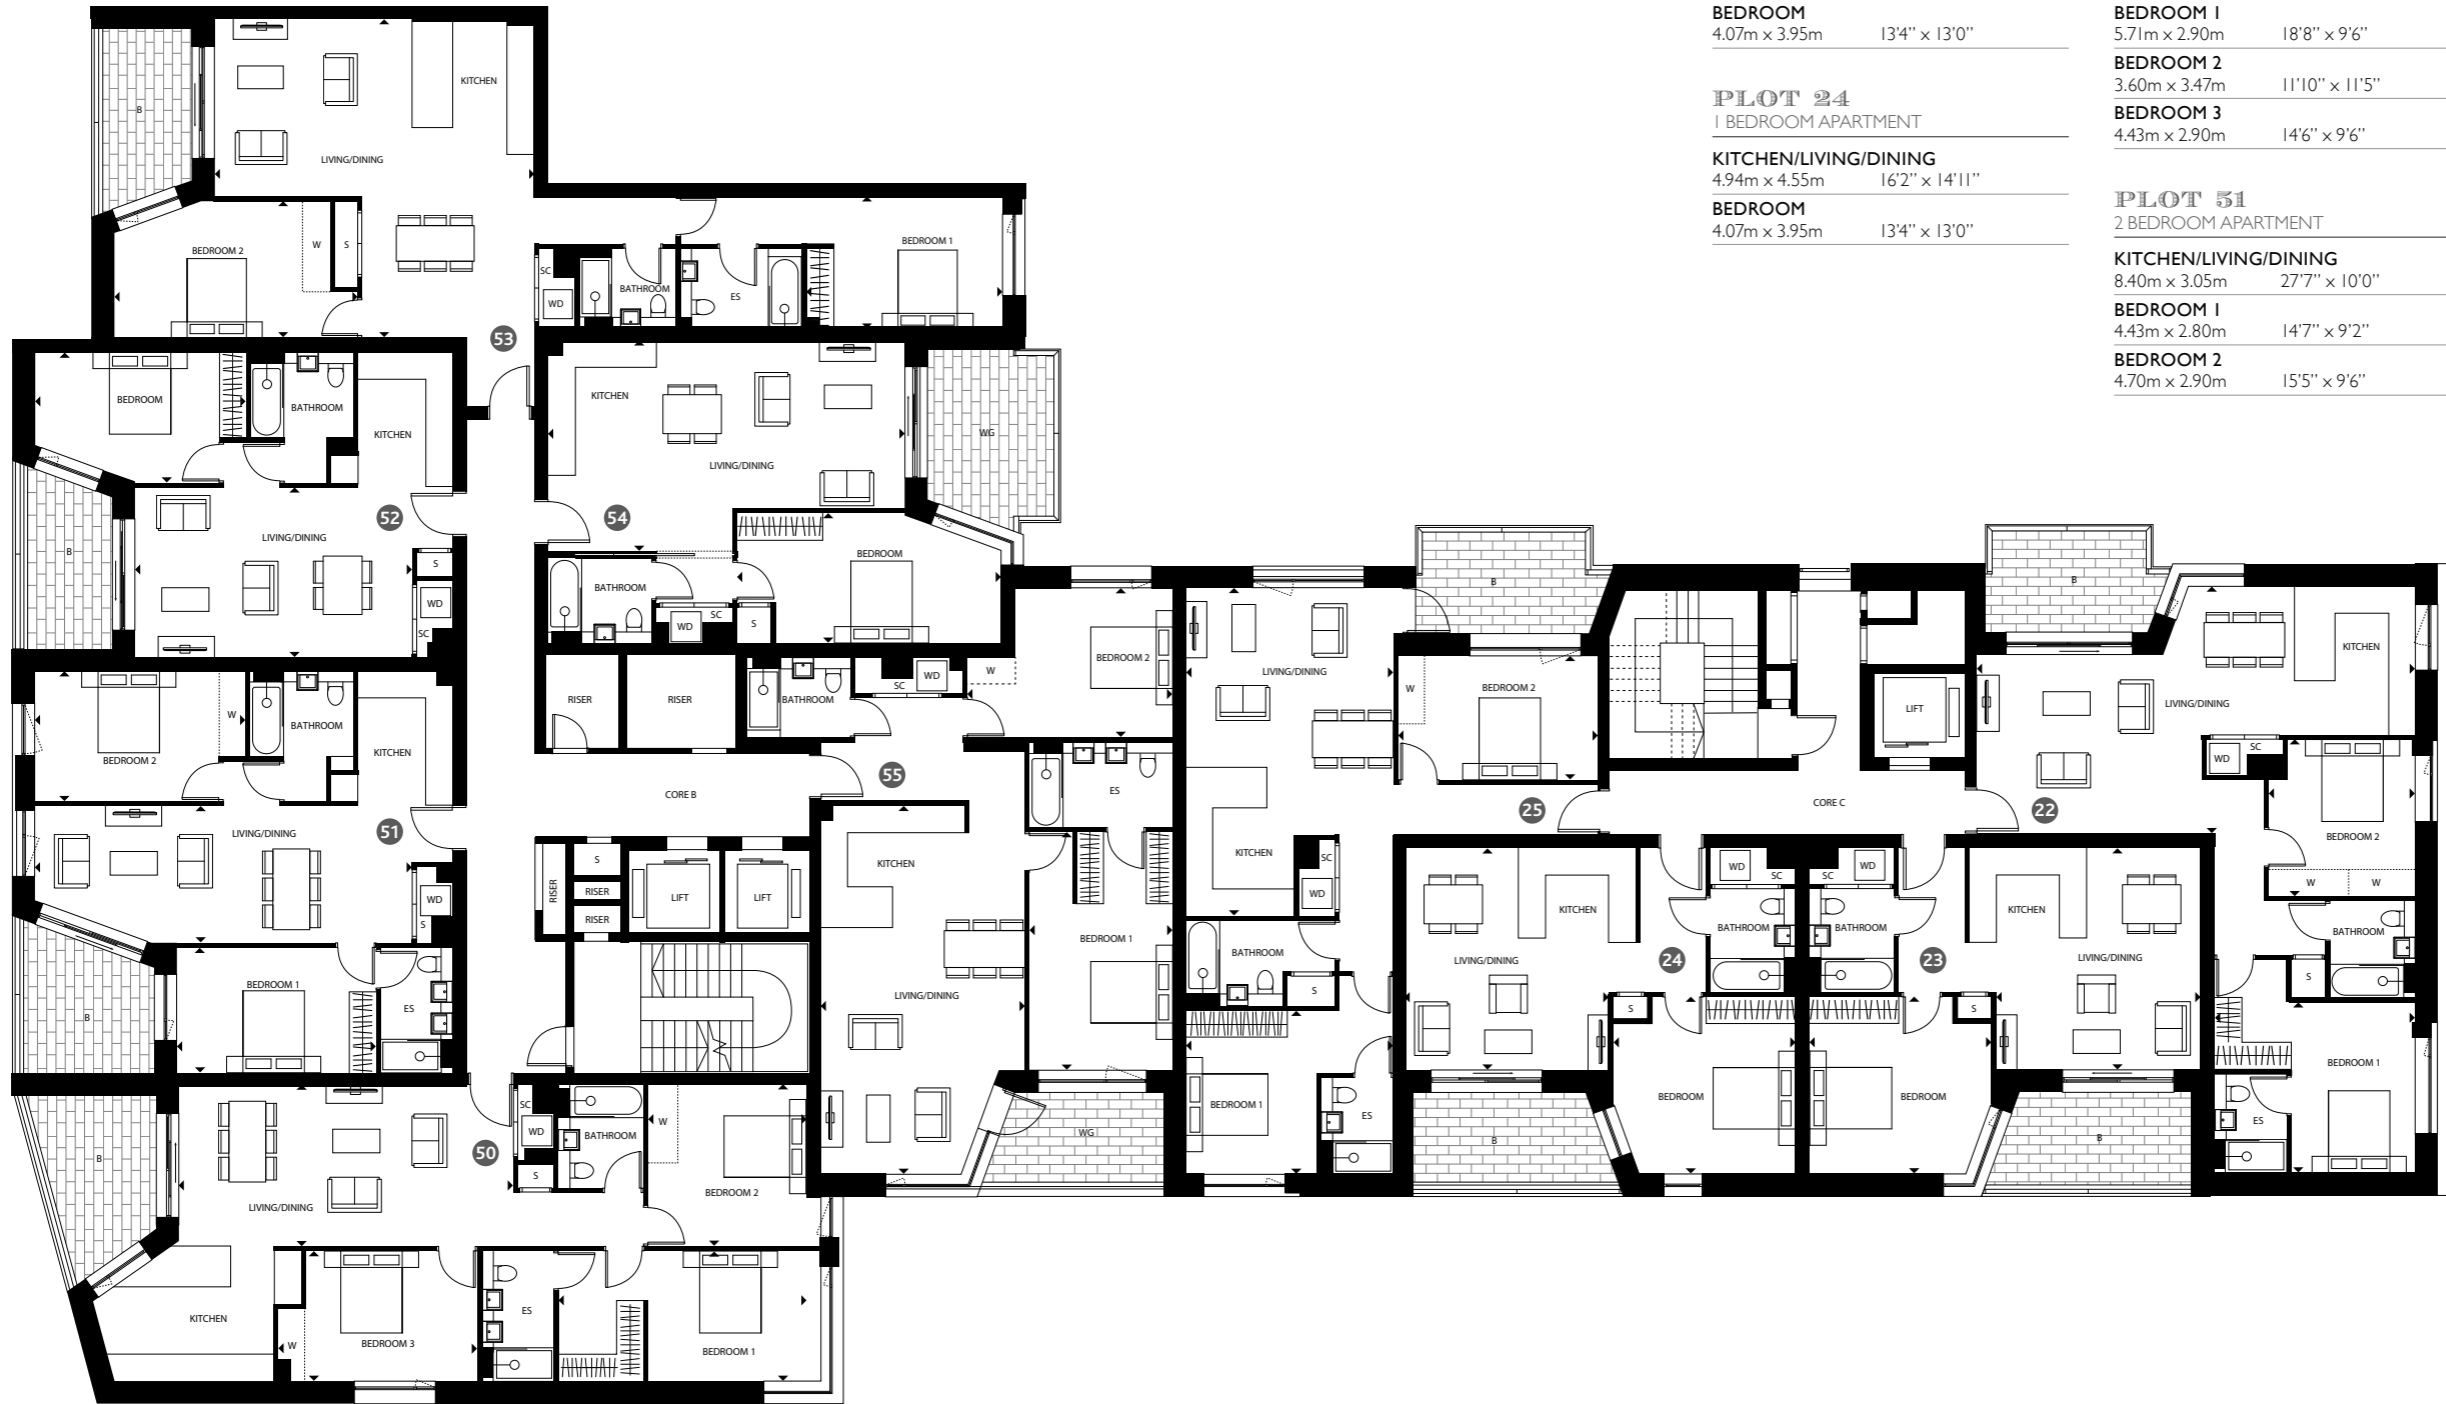 BEDROOM
4.07m x 3.95m 13'4'' x 13'0''
PLOT 24
1 BEDROOM APARTMENT
KITCHEN/LIVING/DINING
4.94m x 4.55m 16'2'' x 14'11''
BEDROOM
4.07m x 3.95m 13'4'' x 13'0''
BEDROOM 1
5.71m x 2.90m 18'8'' x 9'6''
BEDROOM 2
3.60m x 3.47m 11'10'' x 11'5''
BEDROOM 3
4.43m x 2.90m 14'6'' x 9'6''
PLOT 51
2 BEDROOM APARTMENT
KITCHEN/LIVING/DINING
8.40m x 3.05m 27'7'' x 10'0''
BEDROOM 1
4.43m x 2.80m 14'7'' x 9'2''
BEDROOM 2
4.70m x 2.90m 15'5'' x 9'6''
B
KITCHEN
LIVING/DINING
BEDROOM 2
W
S
SC
WD
BATHROOM
ES
BEDROOM 1
53
BEDROOM
BATHROOM
KITCHEN
52
LIVING/DINING
B
S
WD
SC
KITCHEN
LIVING/DINING
WG
54
BEDROOM
BATHROOM
WD
SC
S
BEDROOM 2
W
BATHROOM
KITCHEN
LIVING/DINING
51
WD
S
BEDROOM 1
ES
B
RISER
RISER
CORE B
RISER
S
RISER
RISER
LIFT
LIFT
BATHROOM
SC
WD
W
BEDROOM 2
55
ES
KITCHEN
LIVING/DINING
BEDROOM 1
WG
B
LIVING/DINING
KITCHEN
50
SC
WD
S
BATHROOM
W
BEDROOM 2
W
BEDROOM 3
ES
BEDROOM 1
B
LIVING/DINING
W
BEDROOM 2
25
KITCHEN
SC
WD
BATHROOM
S
BEDROOM 1
ES
LIFT
CORE C
B
KITCHEN
LIVING/DINING
22
WD
SC
BEDROOM 2
W
W
BATHROOM
S
BEDROOM 1
ES
KITCHEN
LIVING/DINING
24
WD
SC
BATHROOM
S
BEDROOM
B
SC
WD
BATHROOM
23
KITCHEN
LIVING/DINING
S
BEDROOM
B